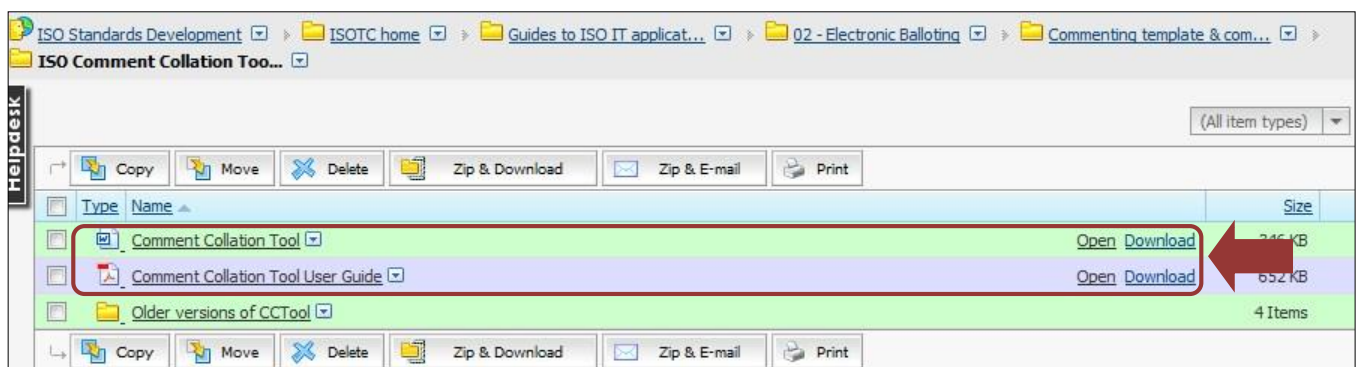 ISO Standards Development ISOTC home Guides to ISO IT applicat... 02 - Electronic Balloting Commenting template & com...
ISO Comment Collation Too...
Helpdesk
(All item types)
Copy Move Delete Zip & Download Zip & E-mail Print
Type Name Size
Comment Collation Tool Open Download 346 KB
Comment Collation Tool User Guide Open Download 652 KB
Older versions of CCTool 4 Items
Copy Move Delete Zip & Download Zip & E-mail Print